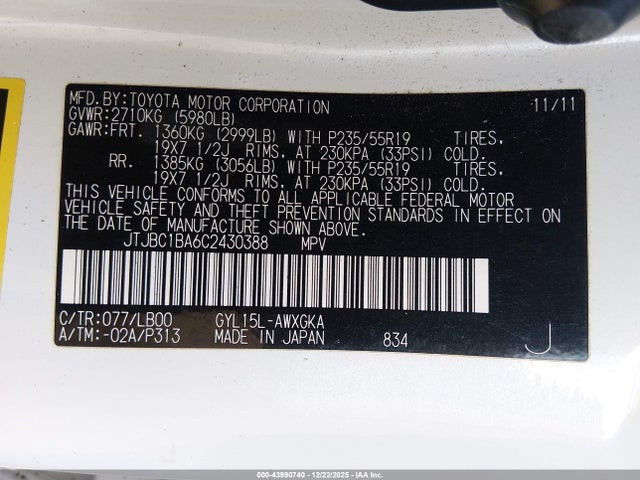 MFD.BY:TOYOTA MOTOR CORPORATION 11/11
GVWR:2710KG (5980LB)
GAWR:FRT. 1360KG (2999LB) WITH P235/55R19 TIRES,
19X7 1/2J RIMS, AT 230KPA (33PSI) COLD.
RR. 1385KG (3056LB) WITH P235/55R19 TIRES,
19X7 1/2J RIMS, AT 230KPA (33PSI) COLD.
THIS VEHICLE CONFORMS TO ALL APPLICABLE FEDERAL MOTOR
VEHICLE SAFETY AND THEFT PREVENTION STANDARDS IN EFFECT ON
THE DATE OF MANUFACTURE SHOWN ABOVE.
JTJBC1BA6C2430388 MPV
C/TR:077/LB00 GYL15L-AWXGKA
A/TM:-02A/P313 MADE IN JAPAN 834 J
000-43990740 - 12/22/2025 - IAA Inc.